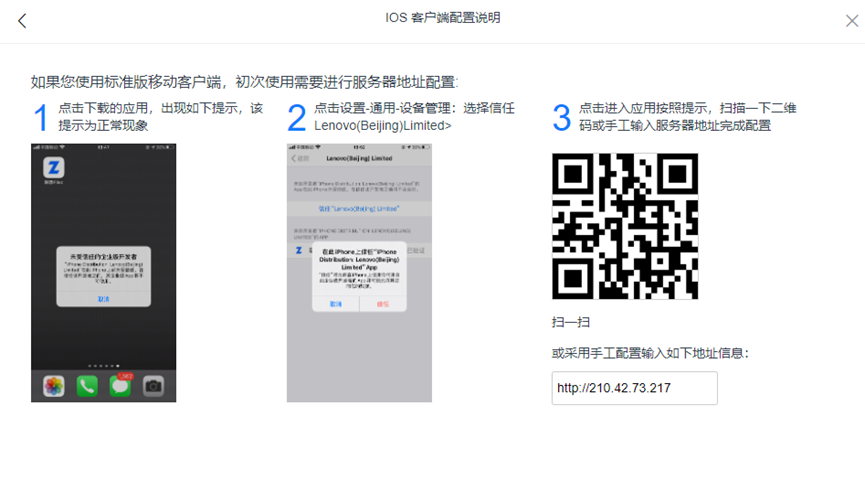 IOS 客户端配置说明
如果您使用标准版移动客户端，初次使用需要进行服务器地址配置:
1 点击下载的应用，出现如下提示，该
提示为正常现象
2 点击设置-通用-设备管理：选择信任
Lenovo(Beijing)Limited>
3 点击进入应用按照提示，扫描一下二维
码或手工输入服务器地址完成配置
未受信任的企业级开发者
取消
Lenovo(Beijing) Limited
信任“Lenovo(Beijing) Limited”
在此iPhone上信任“iPhone
Distribution: Lenovo(Beijing)
Limited”App
取消
信任
扫一扫
或采用手工配置输入如下地址信息：
http://210.42.73.217